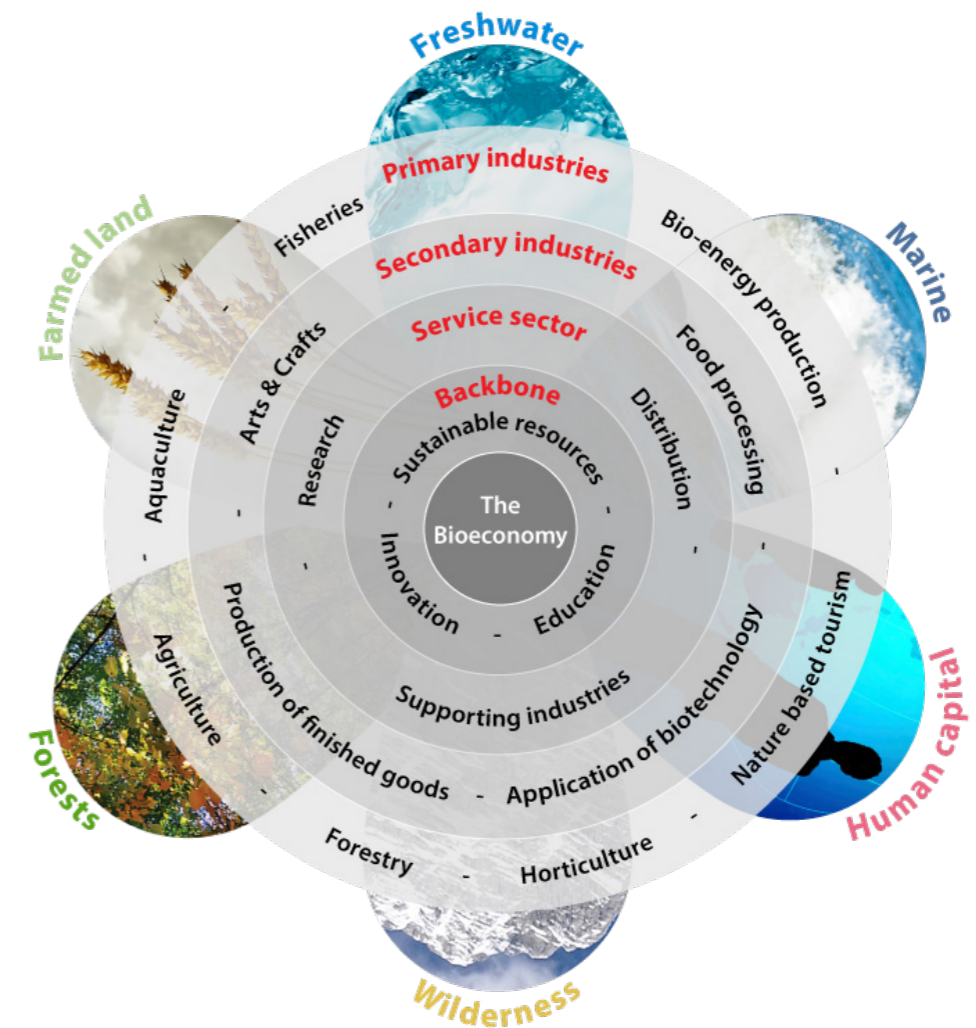 Freshwater
Marine
Human capital
Wilderness
Forests
Farmed land
Primary industries
Bio-energy production
-
Nature based tourism
-
Horticulture
-
Forestry
-
Agriculture
-
Aquaculture
-
Fisheries
Secondary industries
Food processing
-
Application of biotechnology
-
Production of finished goods
-
Arts & Crafts
Service sector
Distribution
-
Supporting industries
-
Research
Backbone
Sustainable resources
-
Education
-
Innovation
-
The
Bioeconomy